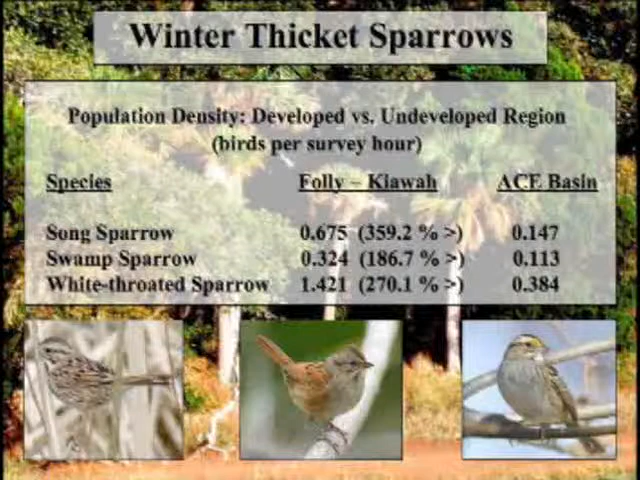 Winter Thicket Sparrows
Population Density: Developed vs. Undeveloped Region
(birds per survey hour)
Species Folly – Kiawah ACE Basin
Song Sparrow 0.675 (359.2 % >) 0.147
Swamp Sparrow 0.324 (186.7 % >) 0.113
White-throated Sparrow 1.421 (270.1 % >) 0.384